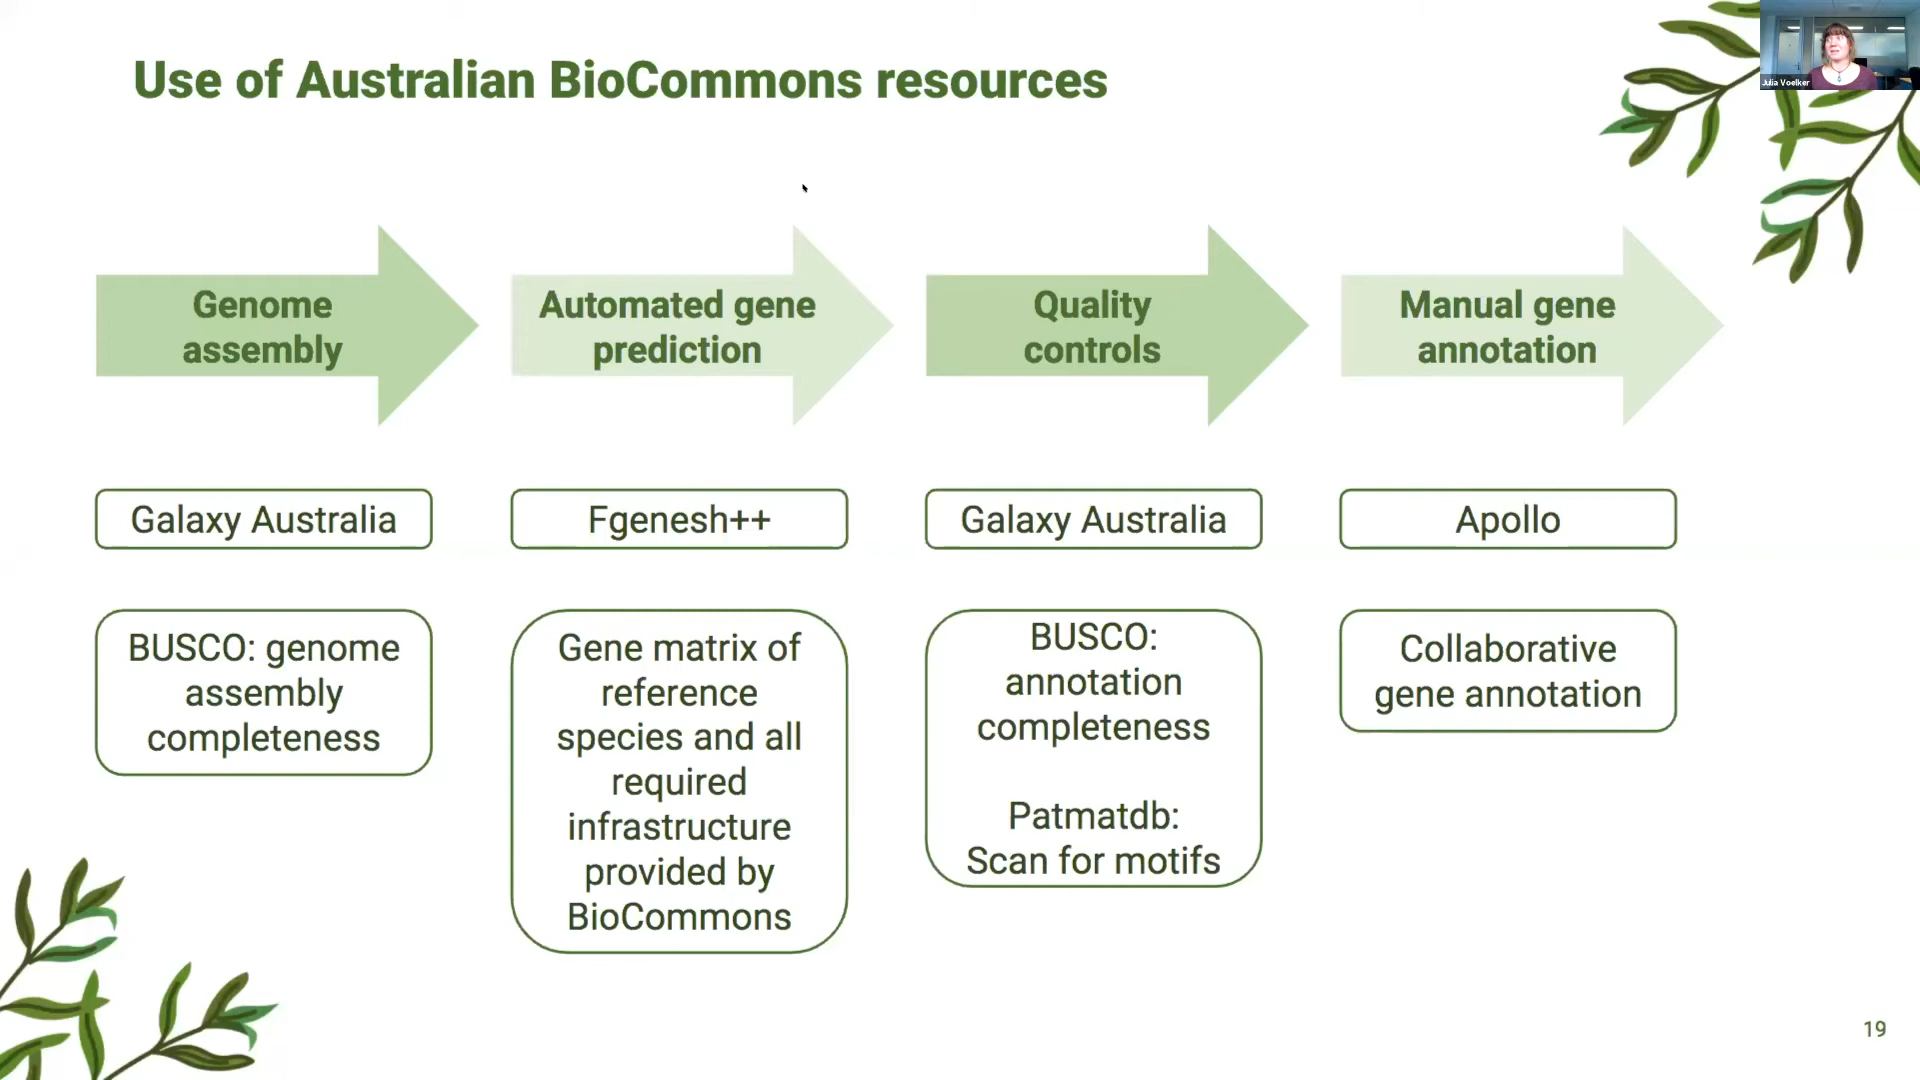 Use of Australian BioCommons resources
Julia Voelker
Genome
assembly
Automated gene
prediction
Quality
controls
Manual gene
annotation
Galaxy Australia
Fgenesh++
Galaxy Australia
Apollo
BUSCO: genome
assembly
completeness
Gene matrix of
reference
species and all
required
infrastructure
provided by
BioCommons
BUSCO:
annotation
completeness
Patmatdb:
Scan for motifs
Collaborative
gene annotation
19